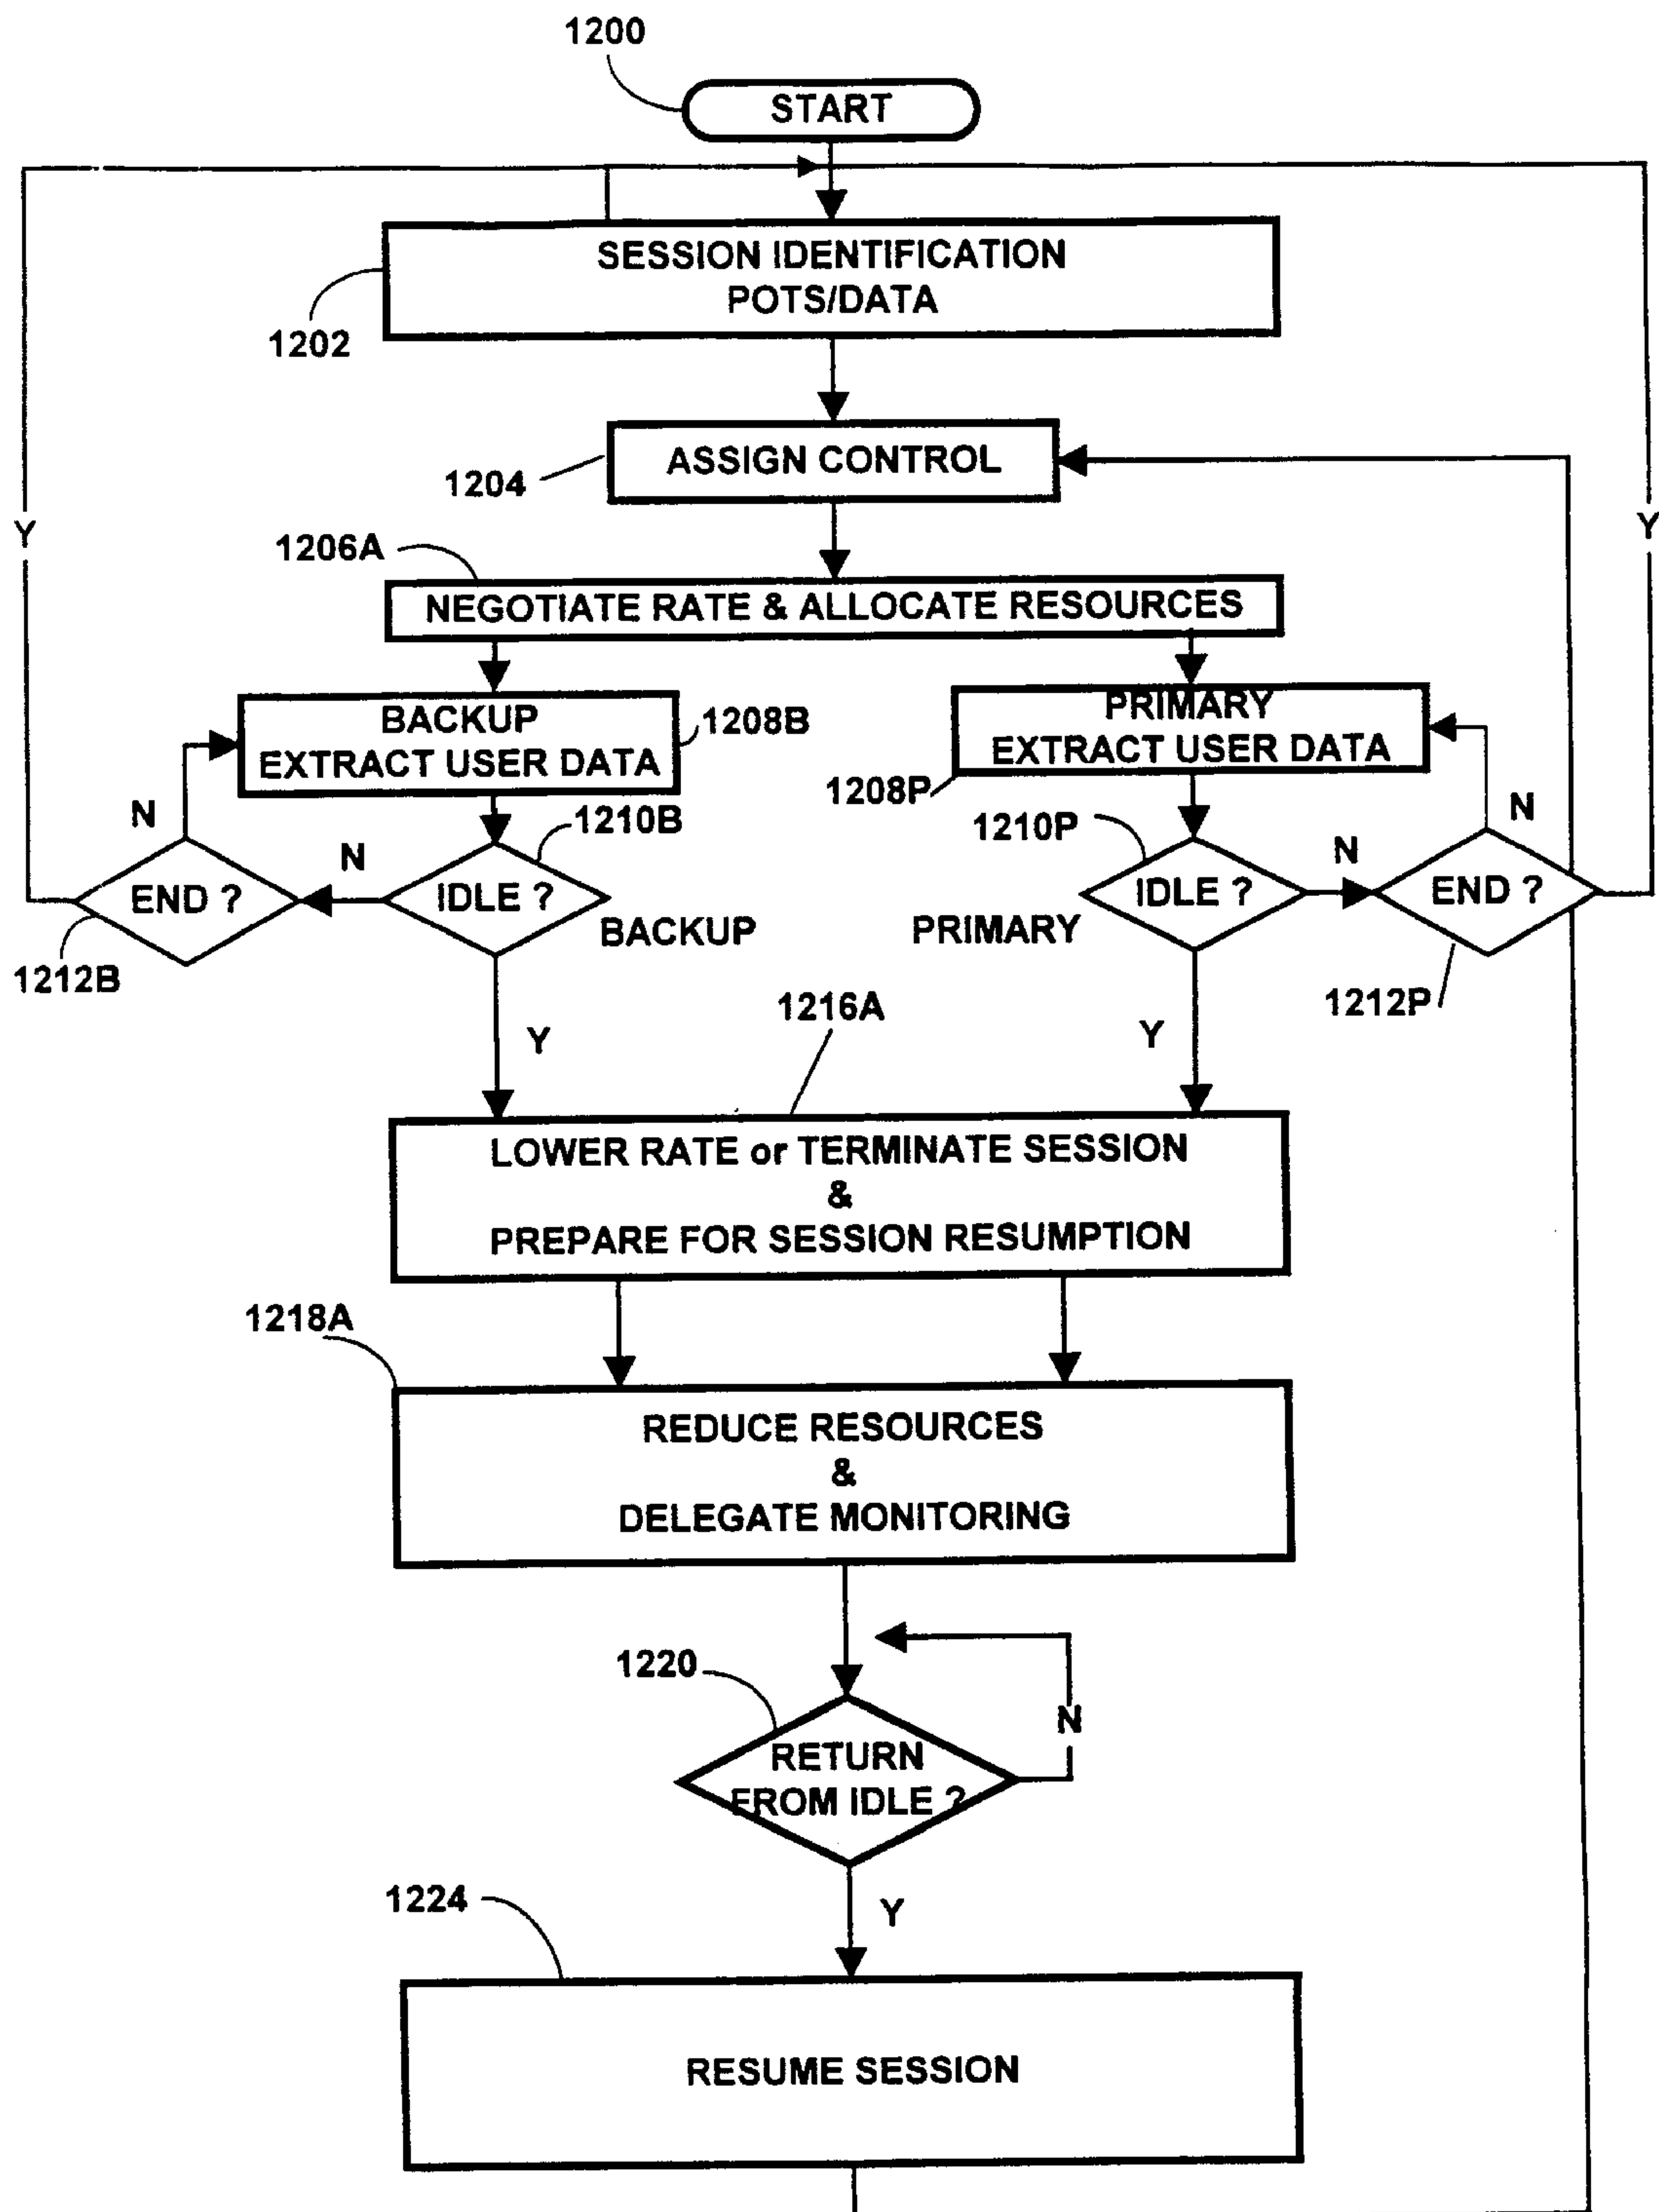 1200
START
SESSION IDENTIFICATION
POTS/DATA
1202
ASSIGN CONTROL
1204
Y
Y
1206A
NEGOTIATE RATE & ALLOCATE RESOURCES
BACKUP
EXTRACT USER DATA
1208B
PRIMARY
EXTRACT USER DATA
1208P
N
1210B
1210P
N
N
N
END ?
IDLE ?
BACKUP
PRIMARY
IDLE ?
END ?
1212B
1212P
1216A
Y
Y
LOWER RATE or TERMINATE SESSION
&
PREPARE FOR SESSION RESUMPTION
1218A
REDUCE RESOURCES
&
DELEGATE MONITORING
1220
N
RETURN
FROM IDLE ?
1224
Y
RESUME SESSION